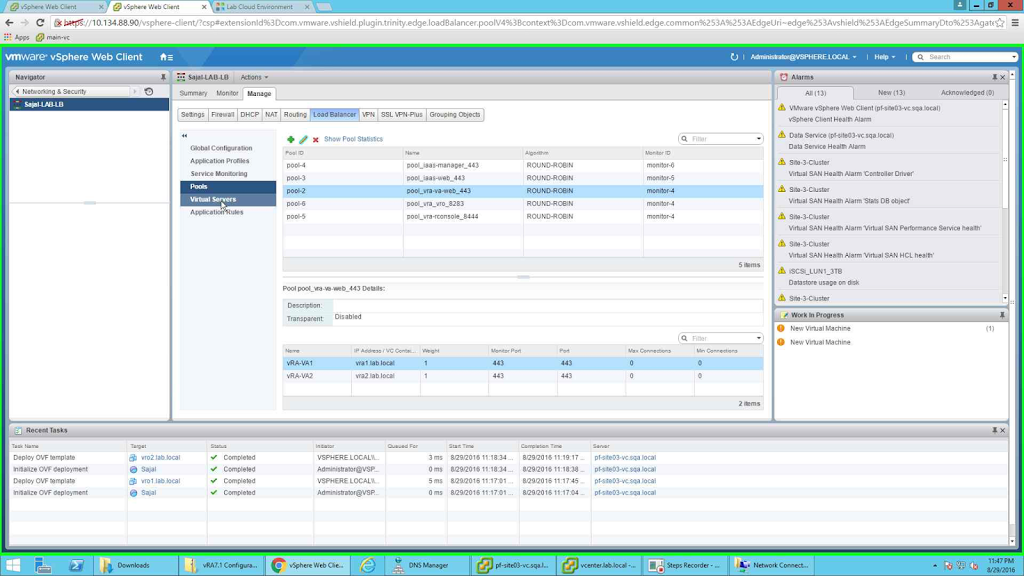 vSphere Web Client
vSphere Web Client
Lab Cloud Environment
https://10.134.88.90/vsphere-client/?csp#extensionId%3Dcom.vmware.vshield.plugin.trinity.edge.loadBalancer.poolV4%3Bcontext%3Dcom.vmware.vshield.edge.common%253A%253AEdgeUri~edge%253Avshield%253AEdgeSummaryDto%253Agate
Apps main-vc
vmware vSphere Web Client
Administrator@VSPHERE.LOCAL Help Search
Navigator
Networking & Security
Sajal-LAB-LB
Sajal-LAB-LB Actions
Summary Monitor Manage
Settings Firewall DHCP NAT Routing Load Balancer VPN SSL VPN-Plus Grouping Objects
Global Configuration
Application Profiles
Service Monitoring
Pools
Virtual Servers
Application Rules
Show Pool Statistics
Filter
Pool ID Name Algorithm Monitor ID
pool-4 pool_iaas-manager_443 ROUND-ROBIN monitor-6
pool-3 pool_iaas-web_443 ROUND-ROBIN monitor-5
pool-2 pool_vra-va-web_443 ROUND-ROBIN monitor-4
pool-6 pool_vra_vro_8283 ROUND-ROBIN monitor-4
pool-5 pool_vra-rconsole_8444 ROUND-ROBIN monitor-4
5 items
Pool pool_vra-va-web_443 Details:
Description:
Transparent: Disabled
Filter
Name IP Address / VC Contai... Weight Monitor Port Port Max Connections Min Connections
vRA-VA1 vra1.lab.local 1 443 443 0 0
vRA-VA2 vra2.lab.local 1 443 443 0 0
2 items
Alarms
All (13) New (13) Acknowledged (0)
VMware vSphere Web Client (pf-site03-vc.sqa.local)
vSphere Client Health Alarm
Data Service (pf-site03-vc.sqa.local)
Data Service Health Alarm
Site-3-Cluster
Virtual SAN Health Alarm 'Controller Driver'
Site-3-Cluster
Virtual SAN Health Alarm 'Stats DB object'
Site-3-Cluster
Virtual SAN Health Alarm 'Virtual SAN Performance Service health'
Site-3-Cluster
Virtual SAN Health Alarm 'Virtual SAN HCL health'
iSCSi_LUN1_3TB
Datastore usage on disk
Site-3-Cluster
Work In Progress
New Virtual Machine (1)
New Virtual Machine
Recent Tasks
Task Name Target Status Initiator Queued For Start Time Completion Time Server
Deploy OVF template vro2.lab.local Completed VSPHERE.LOCAL\\... 3 ms 8/29/2016 11:18:34 ... 8/29/2016 11:19:17 ... pf-site03-vc.sqa.local
Initialize OVF deployment Sajal Completed Administrator@VSP... 0 ms 8/29/2016 11:18:34 ... 8/29/2016 11:18:38 ... pf-site03-vc.sqa.local
Deploy OVF template vro1.lab.local Completed VSPHERE.LOCAL\\... 5 ms 8/29/2016 11:17:01 ... 8/29/2016 11:17:45 ... pf-site03-vc.sqa.local
Initialize OVF deployment Sajal Completed Administrator@VSP... 0 ms 8/29/2016 11:17:01 ... 8/29/2016 11:17:04 ... pf-site03-vc.sqa.local
Downloads vRA7.1 Configura... vSphere Web Clie... DNS Manager pf-site03-vc.sqa.l... vcenter.lab.local - ... Steps Recorder - ... Network Connect...
11:47 PM
8/29/2016